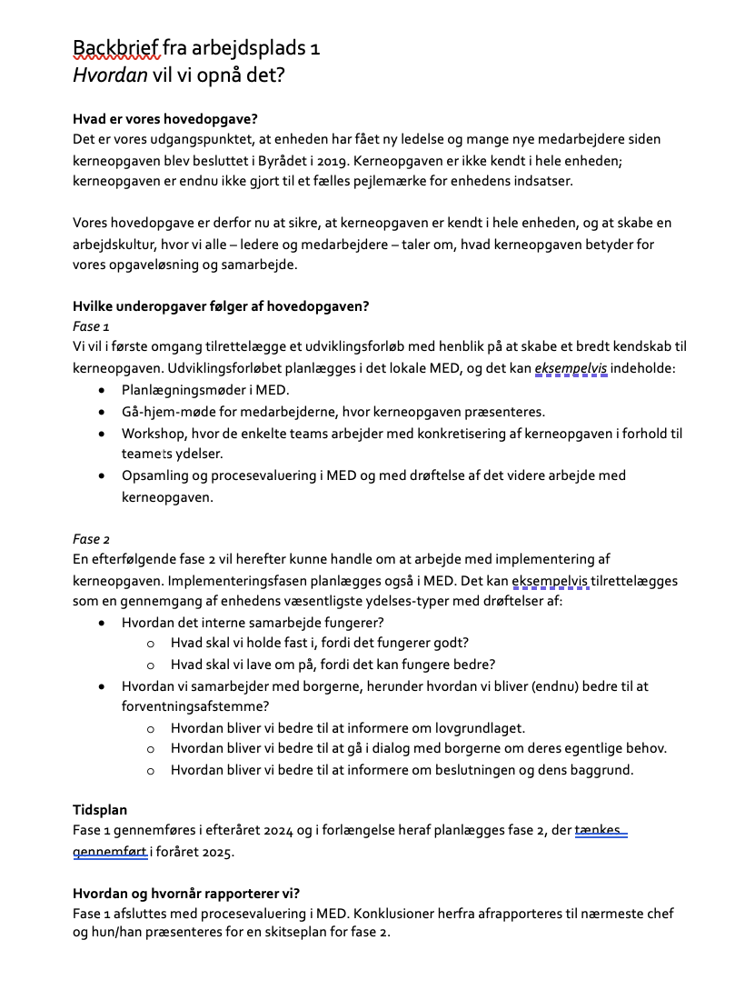 Backbrief fra arbejdsplads 1
Hvordan vil vi opnå det?
Hvad er vores hovedopgave?
Det er vores udgangspunktet, at enheden har fået ny ledelse og mange nye medarbejdere siden
kerneopgaven blev besluttet i Byrådet i 2019. Kerneopgaven er ikke kendt i hele enheden;
kerneopgaven er endnu ikke gjort til et fælles pejlemærke for enhedens indsatser.
Vores hovedopgave er derfor nu at sikre, at kerneopgaven er kendt i hele enheden, og at skabe en
arbejdskultur, hvor vi alle – ledere og medarbejdere – taler om, hvad kerneopgaven betyder for
vores opgaveløsning og samarbejde.
Hvilke underopgaver følger af hovedopgaven?
Fase 1
Vi vil i første omgang tilrettelægge et udviklingsforløb med henblik på at skabe et bredt kendskab til
kerneopgaven. Udviklingsforløbet planlægges i det lokale MED, og det kan eksempelvis indeholde:
• Planlægningsmøder i MED.
• Gå-hjem-møde for medarbejderne, hvor kerneopgaven præsenteres.
• Workshop, hvor de enkelte teams arbejder med konkretisering af kerneopgaven i forhold til
teamets ydelser.
• Opsamling og procesevaluering i MED og med drøftelse af det videre arbejde med
kerneopgaven.
Fase 2
En efterfølgende fase 2 vil herefter kunne handle om at arbejde med implementering af
kerneopgaven. Implementeringsfasen planlægges også i MED. Det kan eksempelvis tilrettelægges
som en gennemgang af enhedens væsentligste ydelses-typer med drøftelser af:
• Hvordan det interne samarbejde fungerer?
o Hvad skal vi holde fast i, fordi det fungerer godt?
o Hvad skal vi lave om på, fordi det kan fungere bedre?
• Hvordan vi samarbejder med borgerne, herunder hvordan vi bliver (endnu) bedre til at
forventningsafstemme?
o Hvordan bliver vi bedre til at informere om lovgrundlaget.
o Hvordan bliver vi bedre til at gå i dialog med borgerne om deres egentlige behov.
o Hvordan bliver vi bedre til at informere om beslutningen og dens baggrund.
Tidsplan
Fase 1 gennemføres i efteråret 2024 og i forlængelse heraf planlægges fase 2, der tænkes
gennemført i foråret 2025.
Hvordan og hvornår rapporterer vi?
Fase 1 afsluttes med procesevaluering i MED. Konklusioner herfra afrapporteres til nærmeste chef
og hun/han præsenteres for en skitseplan for fase 2.